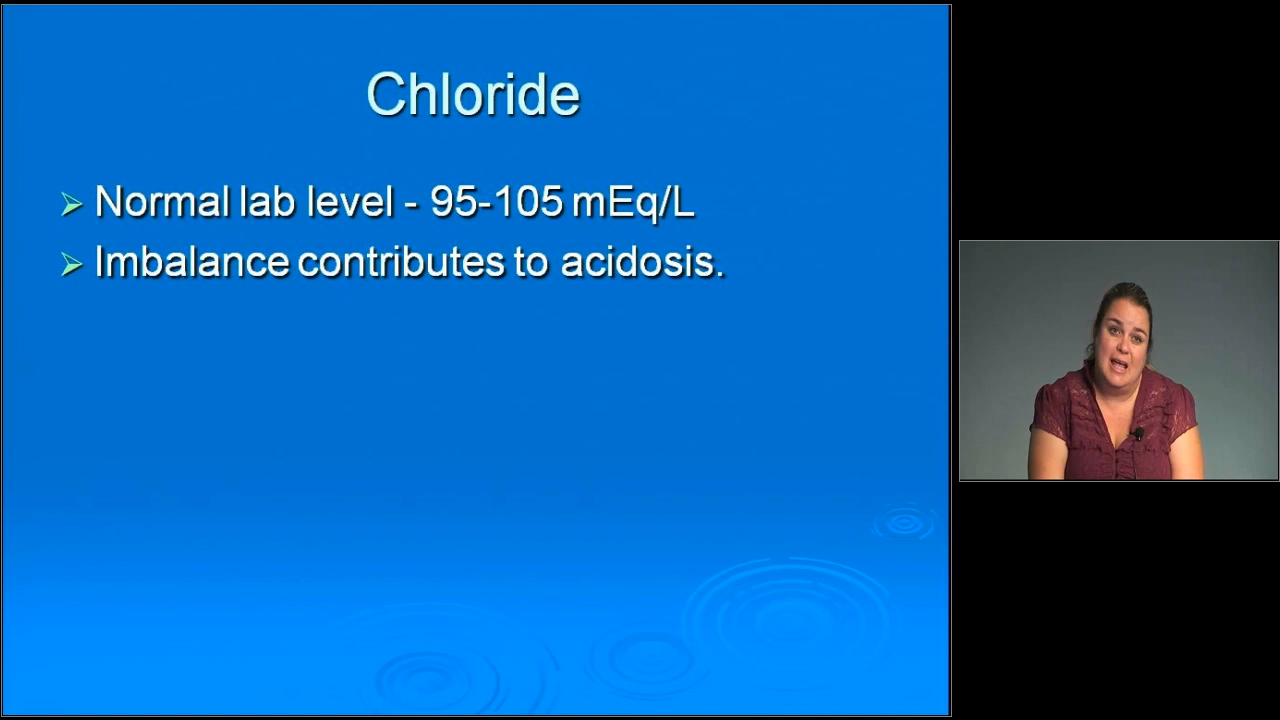 Chloride
Normal lab level - 95-105 mEq/L
Imbalance contributes to acidosis.